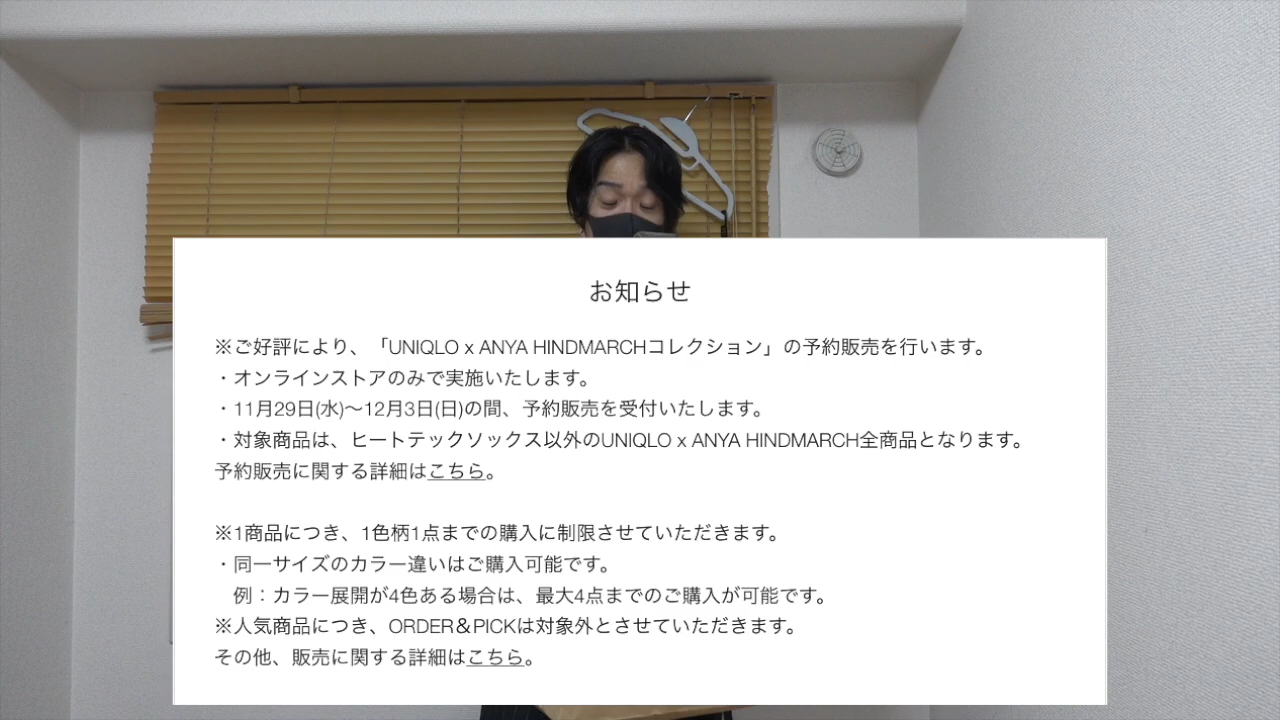 お知らせ
※ご好評により、「UNIQLO x ANYA HINDMARCHコレクション」の予約販売を行います。
・オンラインストアのみで実施いたします。
・11月29日(水)〜12月3日(日)の間、予約販売を受付いたします。
・対象商品は、ヒートテックソックス以外のUNIQLO x ANYA HINDMARCH全商品となります。
予約販売に関する詳細はこちら。
※1商品につき、1色柄1点までの購入に制限させていただきます。
・同一サイズのカラー違いはご購入可能です。
例：カラー展開が4色ある場合は、最大4点までのご購入が可能です。
※人気商品につき、ORDER＆PICKは対象外とさせていただきます。
その他、販売に関する詳細はこちら。